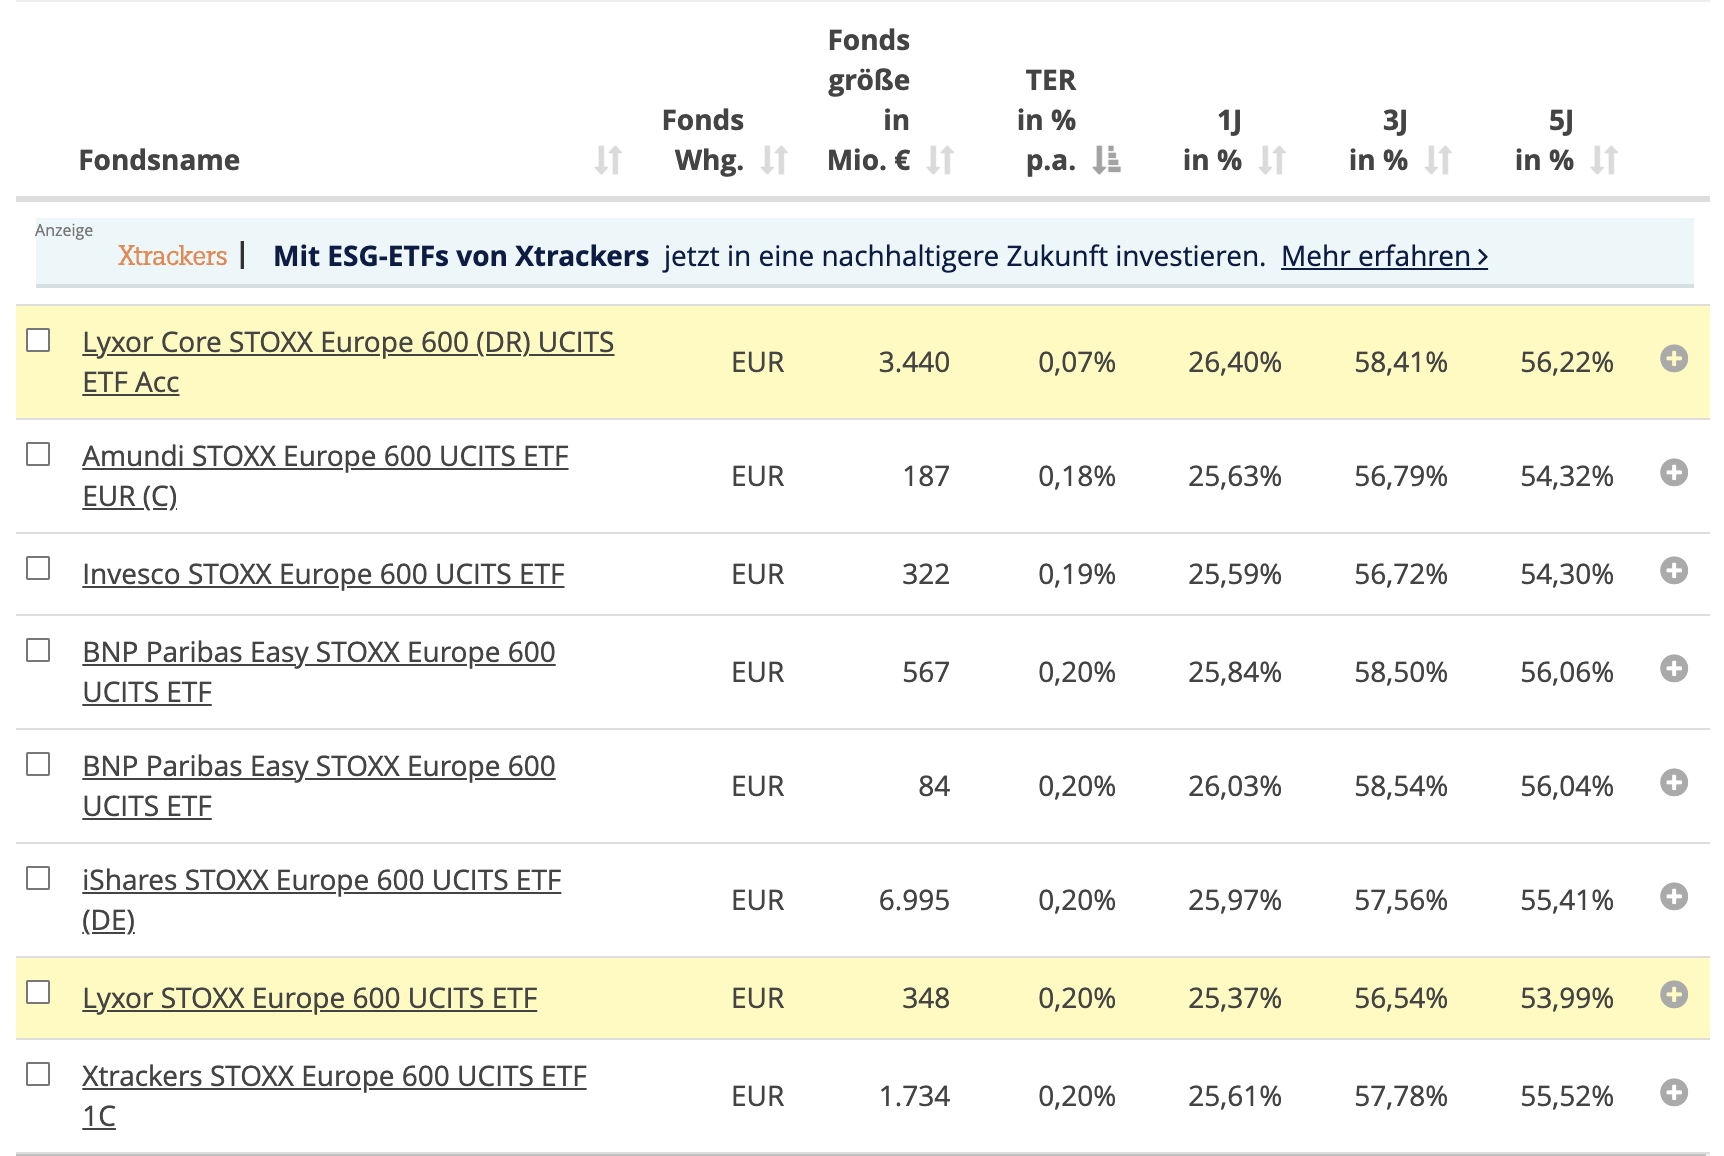 Fondsname
Fonds
Whg.
Fonds
größe
in
Mio. €
TER
in %
p.a.
1J
in %
3J
in %
5J
in %
Anzeige
Xtrackers | Mit ESG-ETFs von Xtrackers jetzt in eine nachhaltigere Zukunft investieren. Mehr erfahren >
Lyxor Core STOXX Europe 600 (DR) UCITS
ETF Acc
EUR 3.440 0,07% 26,40% 58,41% 56,22%
Amundi STOXX Europe 600 UCITS ETF
EUR (C)
EUR 187 0,18% 25,63% 56,79% 54,32%
Invesco STOXX Europe 600 UCITS ETF EUR 322 0,19% 25,59% 56,72% 54,30%
BNP Paribas Easy STOXX Europe 600
UCITS ETF
EUR 567 0,20% 25,84% 58,50% 56,06%
BNP Paribas Easy STOXX Europe 600
UCITS ETF
EUR 84 0,20% 26,03% 58,54% 56,04%
iShares STOXX Europe 600 UCITS ETF
(DE)
EUR 6.995 0,20% 25,97% 57,56% 55,41%
Lyxor STOXX Europe 600 UCITS ETF EUR 348 0,20% 25,37% 56,54% 53,99%
Xtrackers STOXX Europe 600 UCITS ETF
1C
EUR 1.734 0,20% 25,61% 57,78% 55,52%